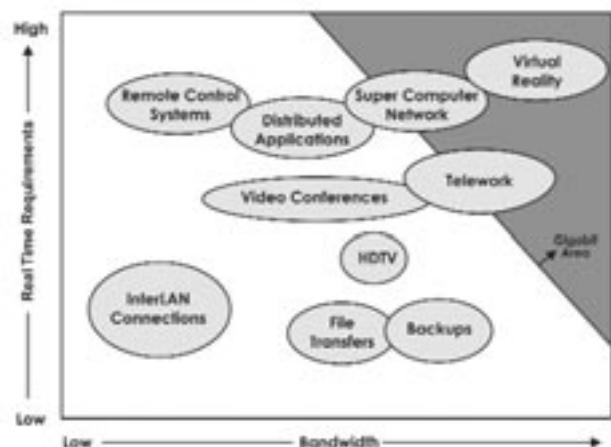 High
Real Time Requirements
Low
Remote Control
Systems
Distributed
Applications
Super Computer
Network
Virtual
Reality
Video Conferences
Telework
HDTV
Gigabit
Area
InterLAN
Connections
File
Transfers
Backups
Low
Bandwidth